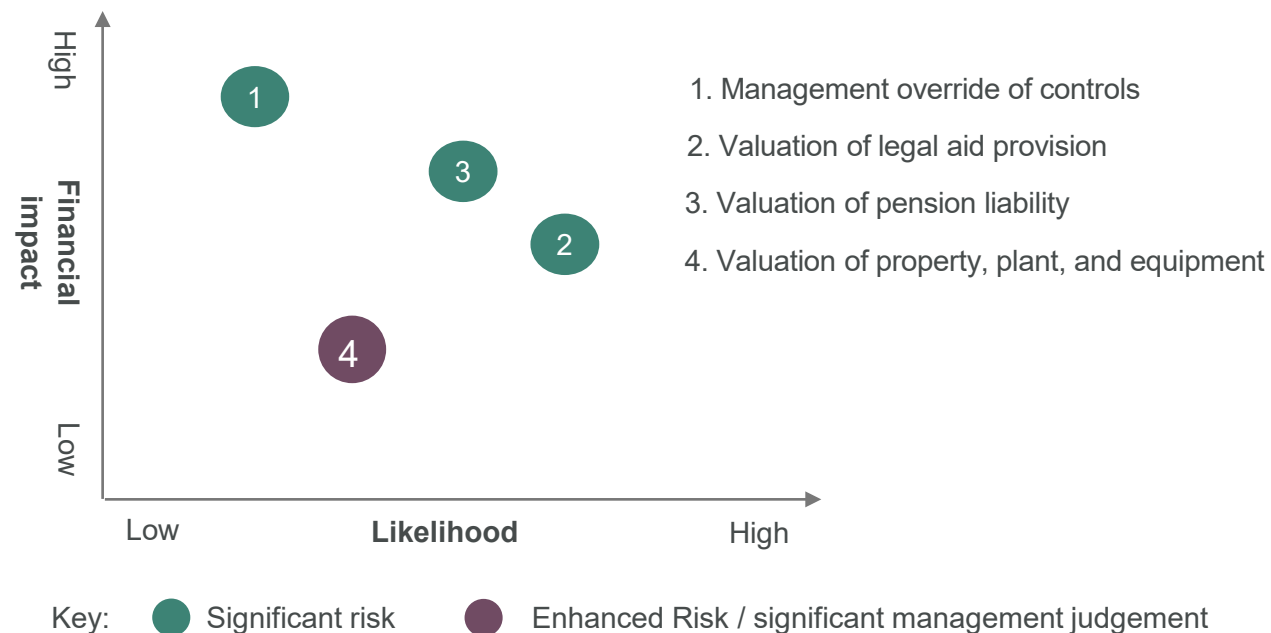 High
Financial
impact
Low
1
3
2
4
1. Management override of controls
2. Valuation of legal aid provision
3. Valuation of pension liability
4. Valuation of property, plant, and equipment
Low
Likelihood
High
Key:
Significant risk
Enhanced Risk / significant management judgement